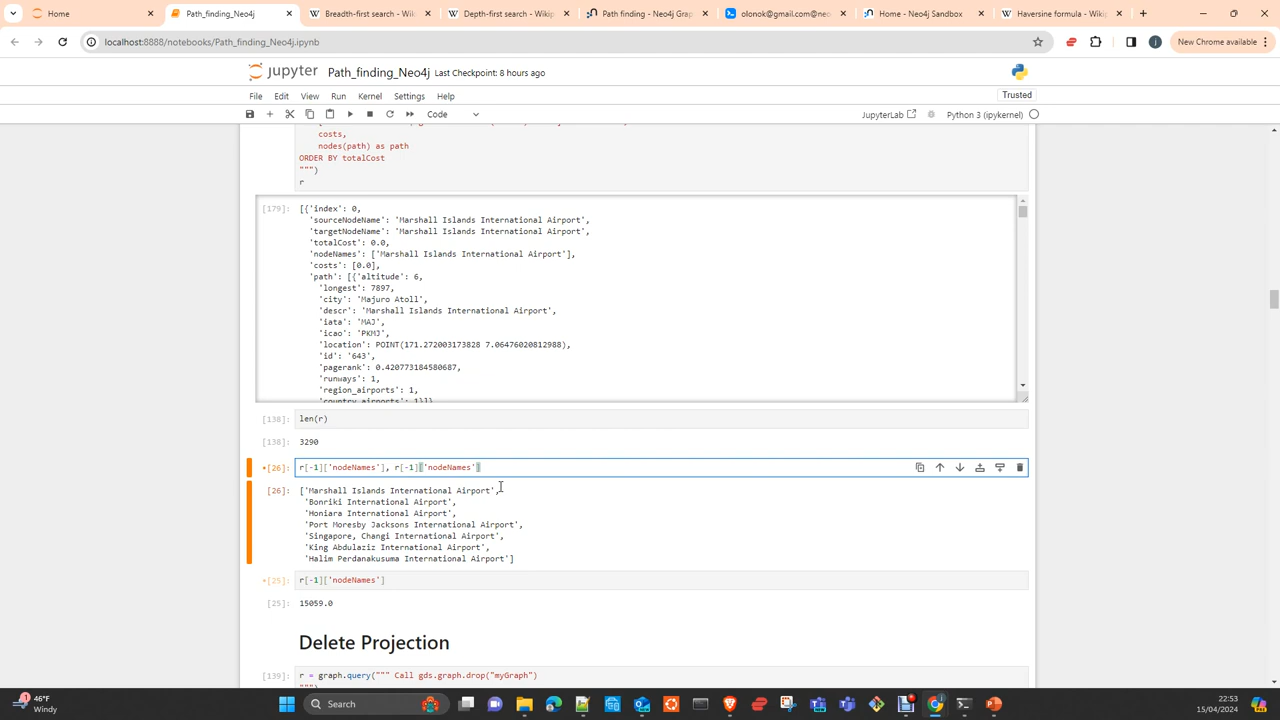 Home
Path_finding_Neo4j
Breadth-first search - Wiki
Depth-first search - Wikip
Path finding - Neo4j Grap
olonok@gmail.com@neo
Home - Neo4j Sandbox
Haversine formula - Wikip
localhost:8888/notebooks/Path_finding_Neo4j.ipynb
New Chrome available
jupyter Path_finding_Neo4j Last Checkpoint: 8 hours ago
File Edit View Run Kernel Settings Help
Trusted
Code
JupyterLab
Python 3 (ipykernel)
costs,
nodes(path) as path
ORDER BY totalCost
""")
r
[179]:
[{'index': 0,
'sourceNodeName': 'Marshall Islands International Airport',
'targetNodeName': 'Marshall Islands International Airport',
'totalCost': 0.0,
'nodeNames': ['Marshall Islands International Airport'],
'costs': [0.0],
'path': [{'altitude': 6,
'longest': 7897,
'city': 'Majuro Atoll',
'descr': 'Marshall Islands International Airport',
'iata': 'MAJ',
'icao': 'PKMJ',
'location': POINT(171.272003173828 7.06476020812988),
'id': '643',
'pagerank': 0.420773184580687,
'runways': 1,
'region_airports': 1,
'country_airports': 1}]}
[138]: len(r)
[138]: 3290
•[26]: r[-1]['nodeNames'], r[-1]['nodeNames']
[26]: ['Marshall Islands International Airport',
'Bonriki International Airport',
'Honiara International Airport',
'Port Moresby Jacksons International Airport',
'Singapore, Changi International Airport',
'King Abdulaziz International Airport',
'Halim Perdanakusuma International Airport']
•[25]: r[-1]['nodeNames']
[25]: 15059.0
Delete Projection
[139]: r = graph.query(""" Call gds.graph.drop("myGraph")
""")
46°F
Windy
Search
22:53
15/04/2024